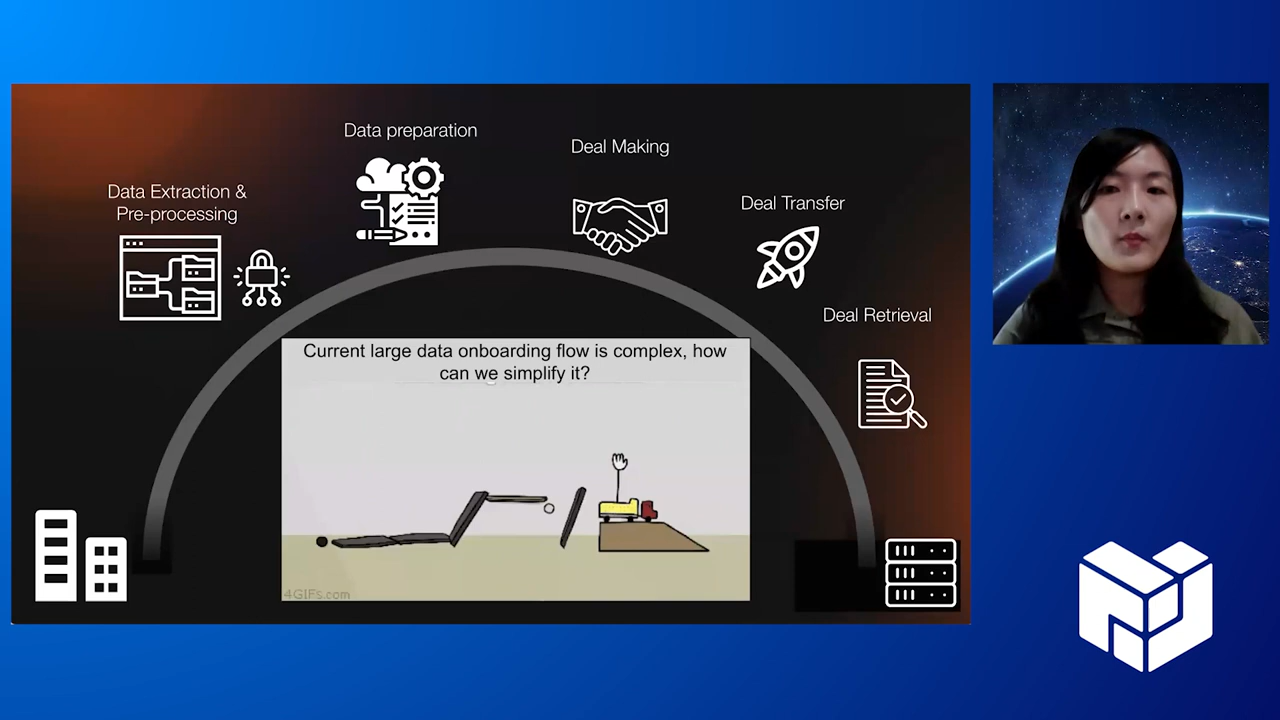 Data preparation
Deal Making
Data Extraction &
Pre-processing
Deal Transfer
Deal Retrieval
Current large data onboarding flow is complex, how
can we simplify it?
4GIFs.com